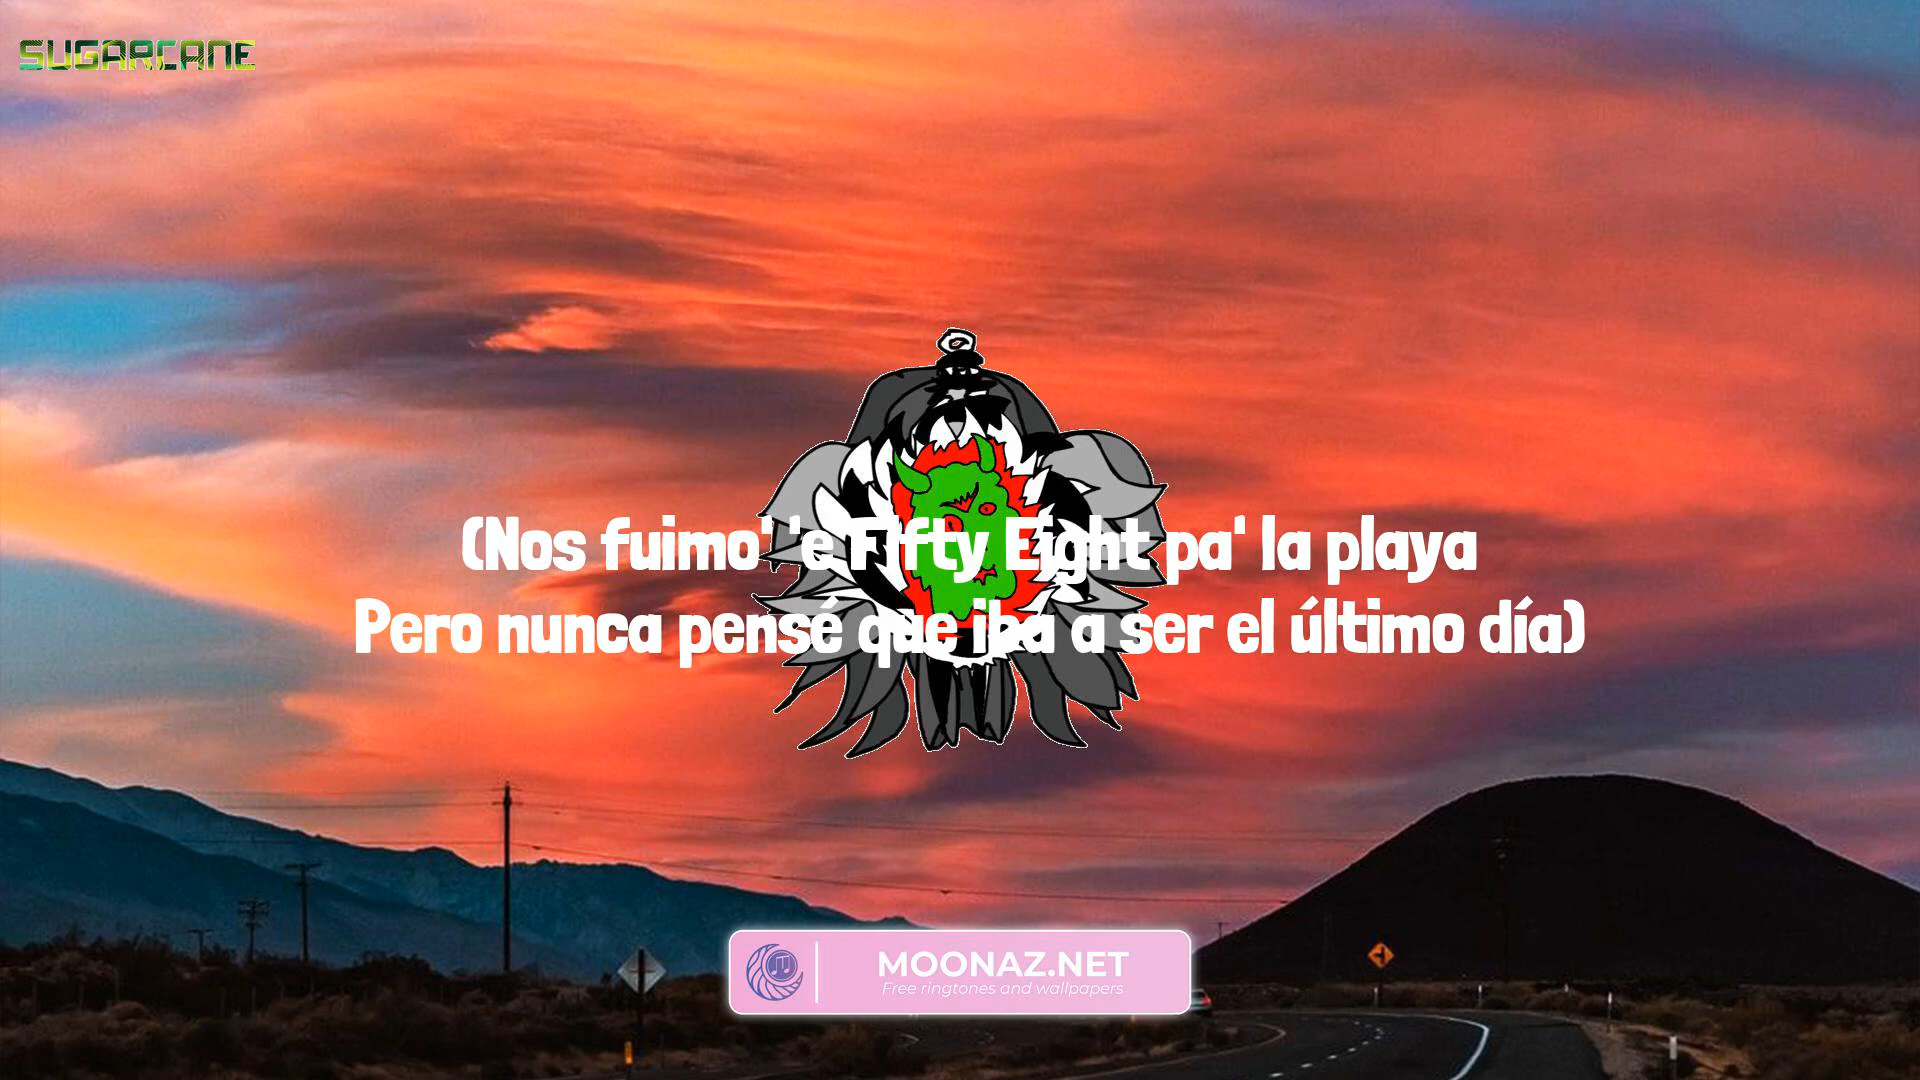 SUGARCANE
(Nos fuimo' 'e Fifty Eight pa' la playa
Pero nunca pensé que iba a ser el último día)
MOONAZ.NET
Free ringtones and wallpapers